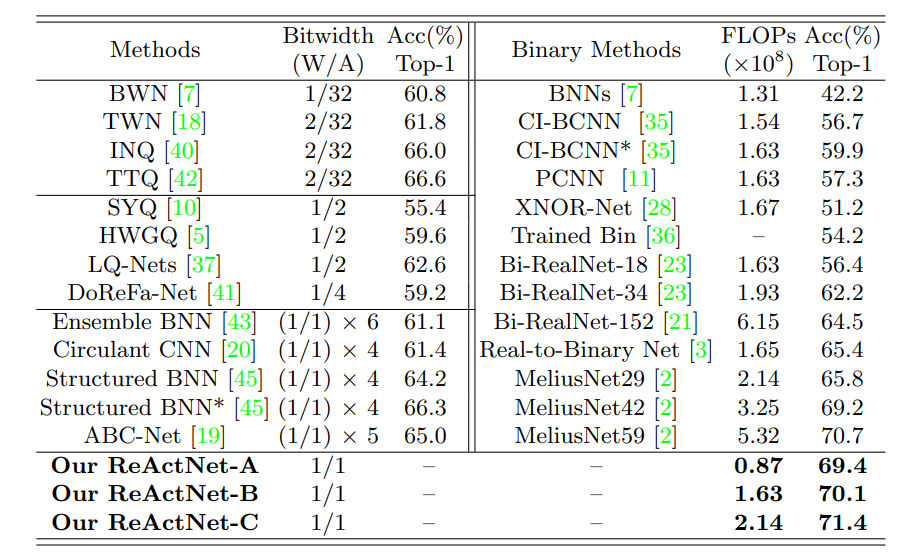 Methods Bitwidth (W/A) Acc(%) Top-1 Binary Methods FLOPs (×10⁸) Acc(%) Top-1
BWN [7] 1/32 60.8 BNNs [7] 1.31 42.2
TWN [18] 2/32 61.8 CI-BCNN [35] 1.54 56.7
INQ [40] 2/32 66.0 CI-BCNN* [35] 1.63 59.9
TTQ [42] 2/32 66.6 PCNN [11] 1.63 57.3
SYQ [10] 1/2 55.4 XNOR-Net [28] 1.67 51.2
HWGQ [5] 1/2 59.6 Trained Bin [36] – 54.2
LQ-Nets [37] 1/2 62.6 Bi-RealNet-18 [23] 1.63 56.4
DoReFa-Net [41] 1/4 59.2 Bi-RealNet-34 [23] 1.93 62.2
Ensemble BNN [43] (1/1) × 6 61.1 Bi-RealNet-152 [21] 6.15 64.5
Circulant CNN [20] (1/1) × 4 61.4 Real-to-Binary Net [3] 1.65 65.4
Structured BNN [45] (1/1) × 4 64.2 MeliusNet29 [2] 2.14 65.8
Structured BNN* [45] (1/1) × 4 66.3 MeliusNet42 [2] 3.25 69.2
ABC-Net [19] (1/1) × 5 65.0 MeliusNet59 [2] 5.32 70.7
Our ReActNet-A 1/1 – – 0.87 69.4
Our ReActNet-B 1/1 – – 1.63 70.1
Our ReActNet-C 1/1 – – 2.14 71.4